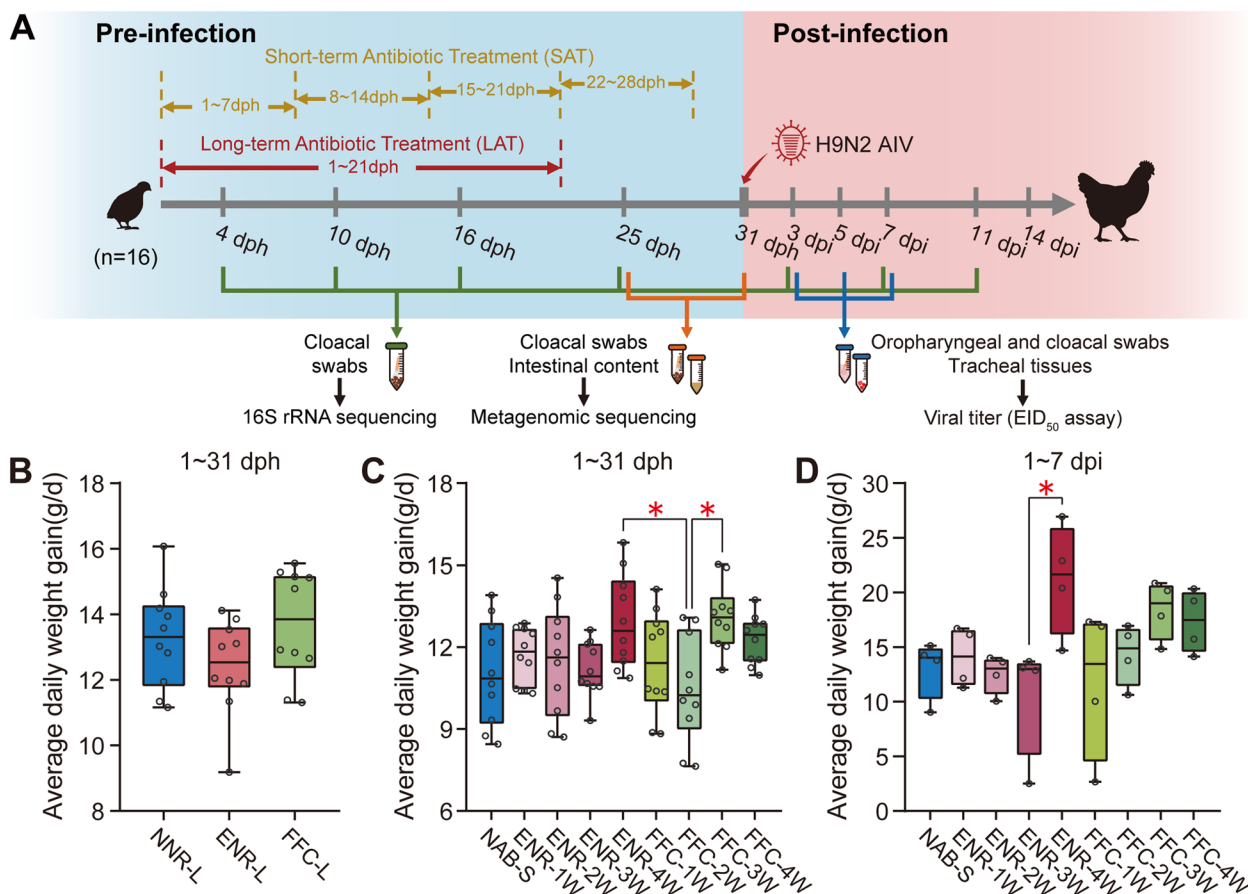 A
Pre-infection
Post-infection
Short-term Antibiotic Treatment (SAT)
1~7dph
8~14dph
15~21dph
22~28dph
Long-term Antibiotic Treatment (LAT)
1~21dph
H9N2 AIV
(n=16)
4 dph
10 dph
16 dph
25 dph
31 dph
3 dpi
5 dpi
7 dpi
11 dpi
14 dpi
Cloacal
swabs
16S rRNA sequencing
Cloacal swabs
Intestinal content
Metagenomic sequencing
Oropharyngeal and cloacal swabs
Tracheal tissues
Viral titer (EID50 assay)
B
1~31 dph
Average daily weight gain(g/d)
18
16
14
12
10
8
NNR-L
ENR-L
FFC-L
C
1~31 dph
Average daily weight gain(g/d)
18
15
12
9
6
*
*
NAB-S
ENR-1W
ENR-2W
ENR-3W
ENR-4W
FFC-1W
FFC-2W
FFC-3W
FFC-4W
D
1~7 dpi
Average daily weight gain(g/d)
30
25
20
15
10
5
0
*
NAB-S
ENR-1W
ENR-2W
ENR-3W
ENR-4W
FFC-1W
FFC-2W
FFC-3W
FFC-4W